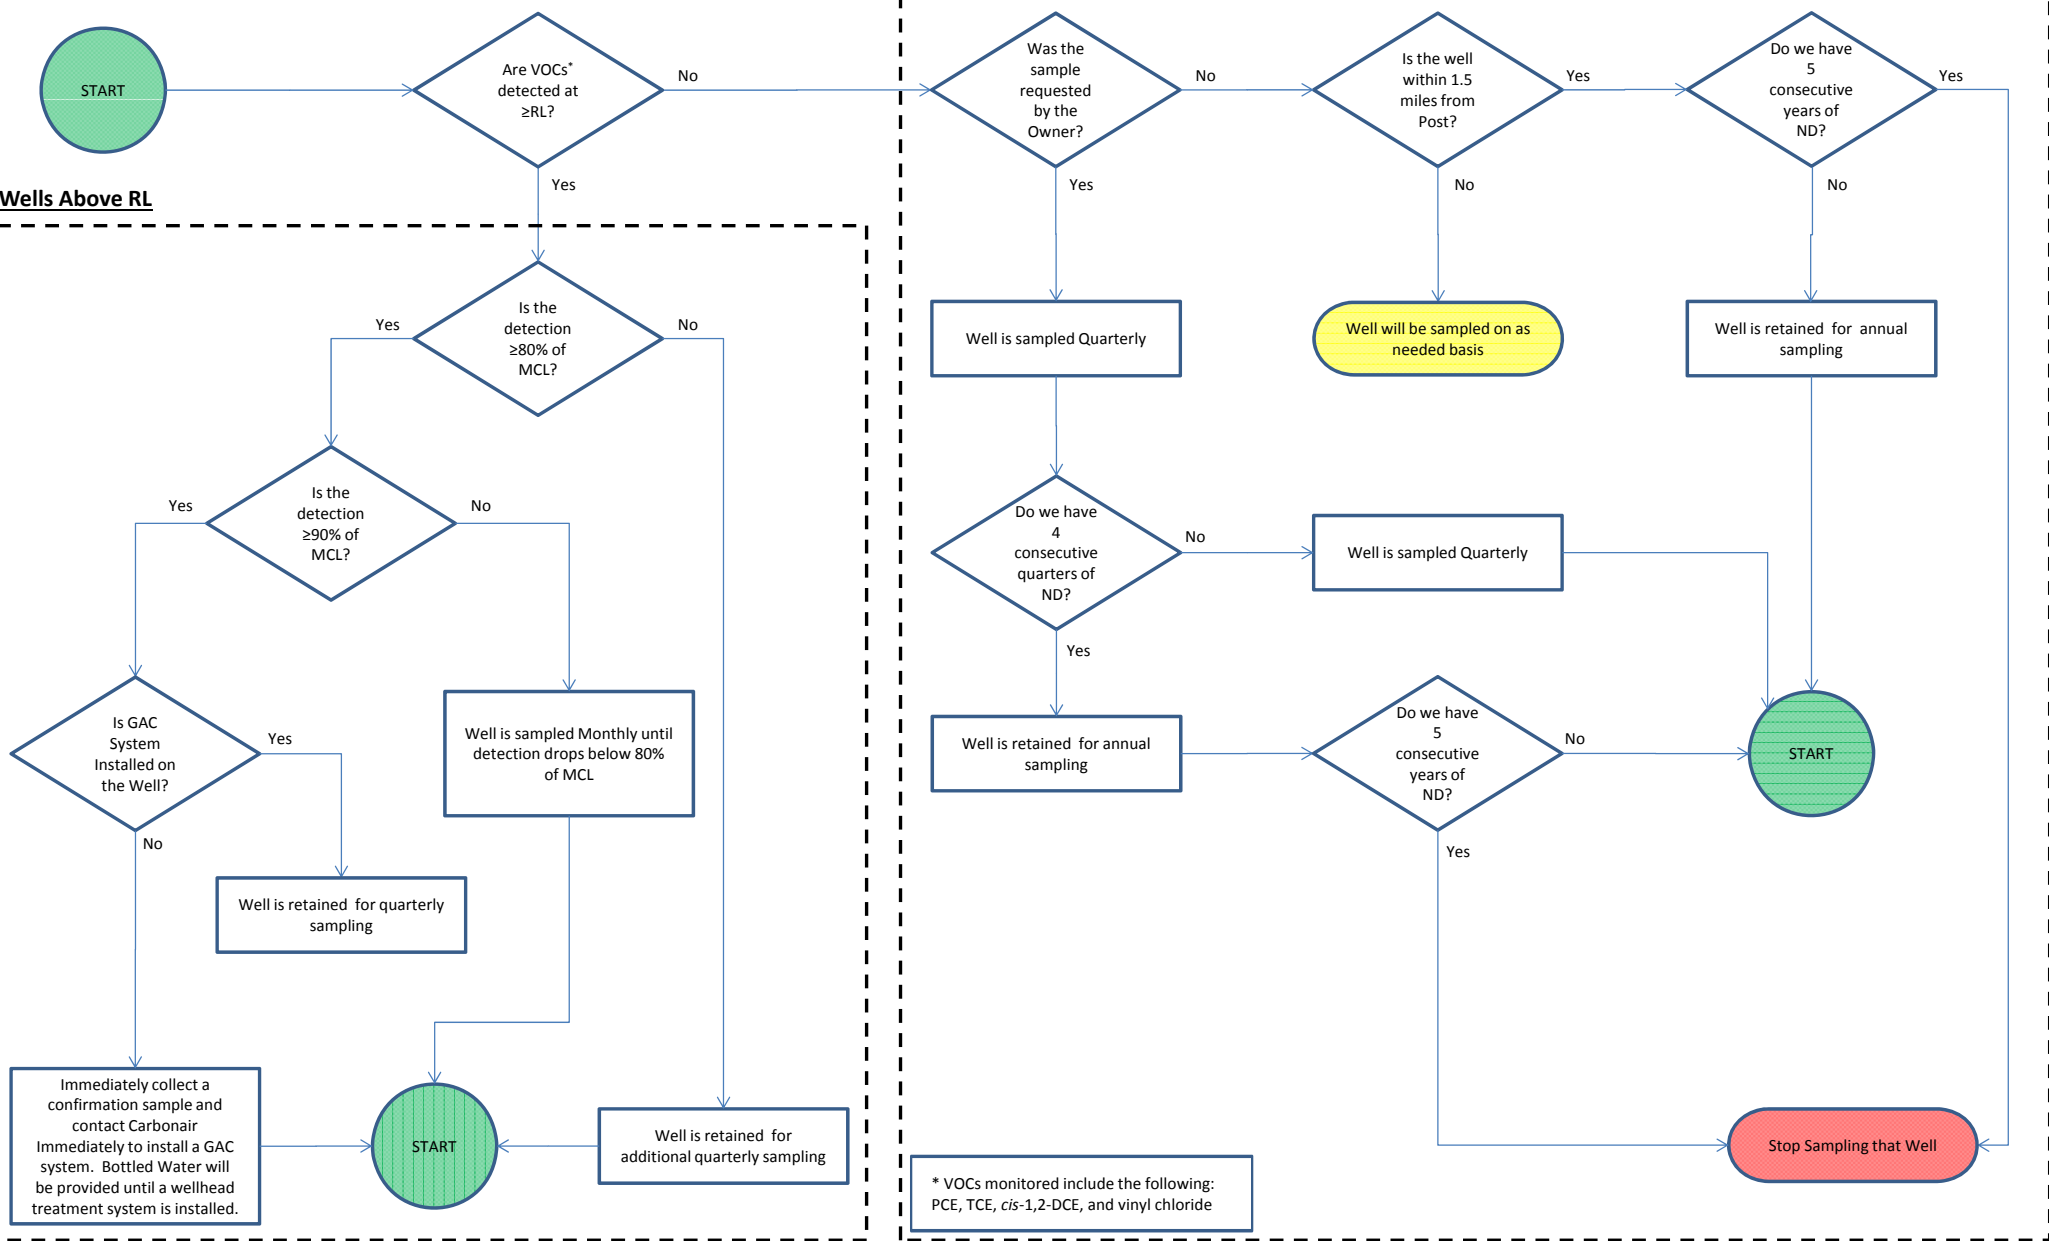 START
Are VOCs*
detected at
≥RL?
No
Yes
Was the
sample
requested
by the
Owner?
No
Yes
Is the well
within 1.5
miles from
Post?
Yes
No
Do we have
5
consecutive
years of
ND?
Yes
No
Wells Above RL
Is the
detection
≥80% of
MCL?
Yes
No
Well is sampled Quarterly
Well will be sampled on as
needed basis
Well is retained for annual
sampling
Is the
detection
≥90% of
MCL?
Yes
No
Do we have
4
consecutive
quarters of
ND?
No
Yes
Well is sampled Quarterly
Is GAC
System
Installed on
the Well?
Yes
No
Well is sampled Monthly until
detection drops below 80%
of MCL
Well is retained for annual
sampling
Do we have
5
consecutive
years of
ND?
No
Yes
START
Well is retained for quarterly
sampling
Immediately collect a
confirmation sample and
contact Carbonair
Immediately to install a GAC
system. Bottled Water will
be provided until a wellhead
treatment system is installed.
START
Well is retained for
additional quarterly sampling
Stop Sampling that Well
* VOCs monitored include the following:
PCE, TCE, cis-1,2-DCE, and vinyl chloride